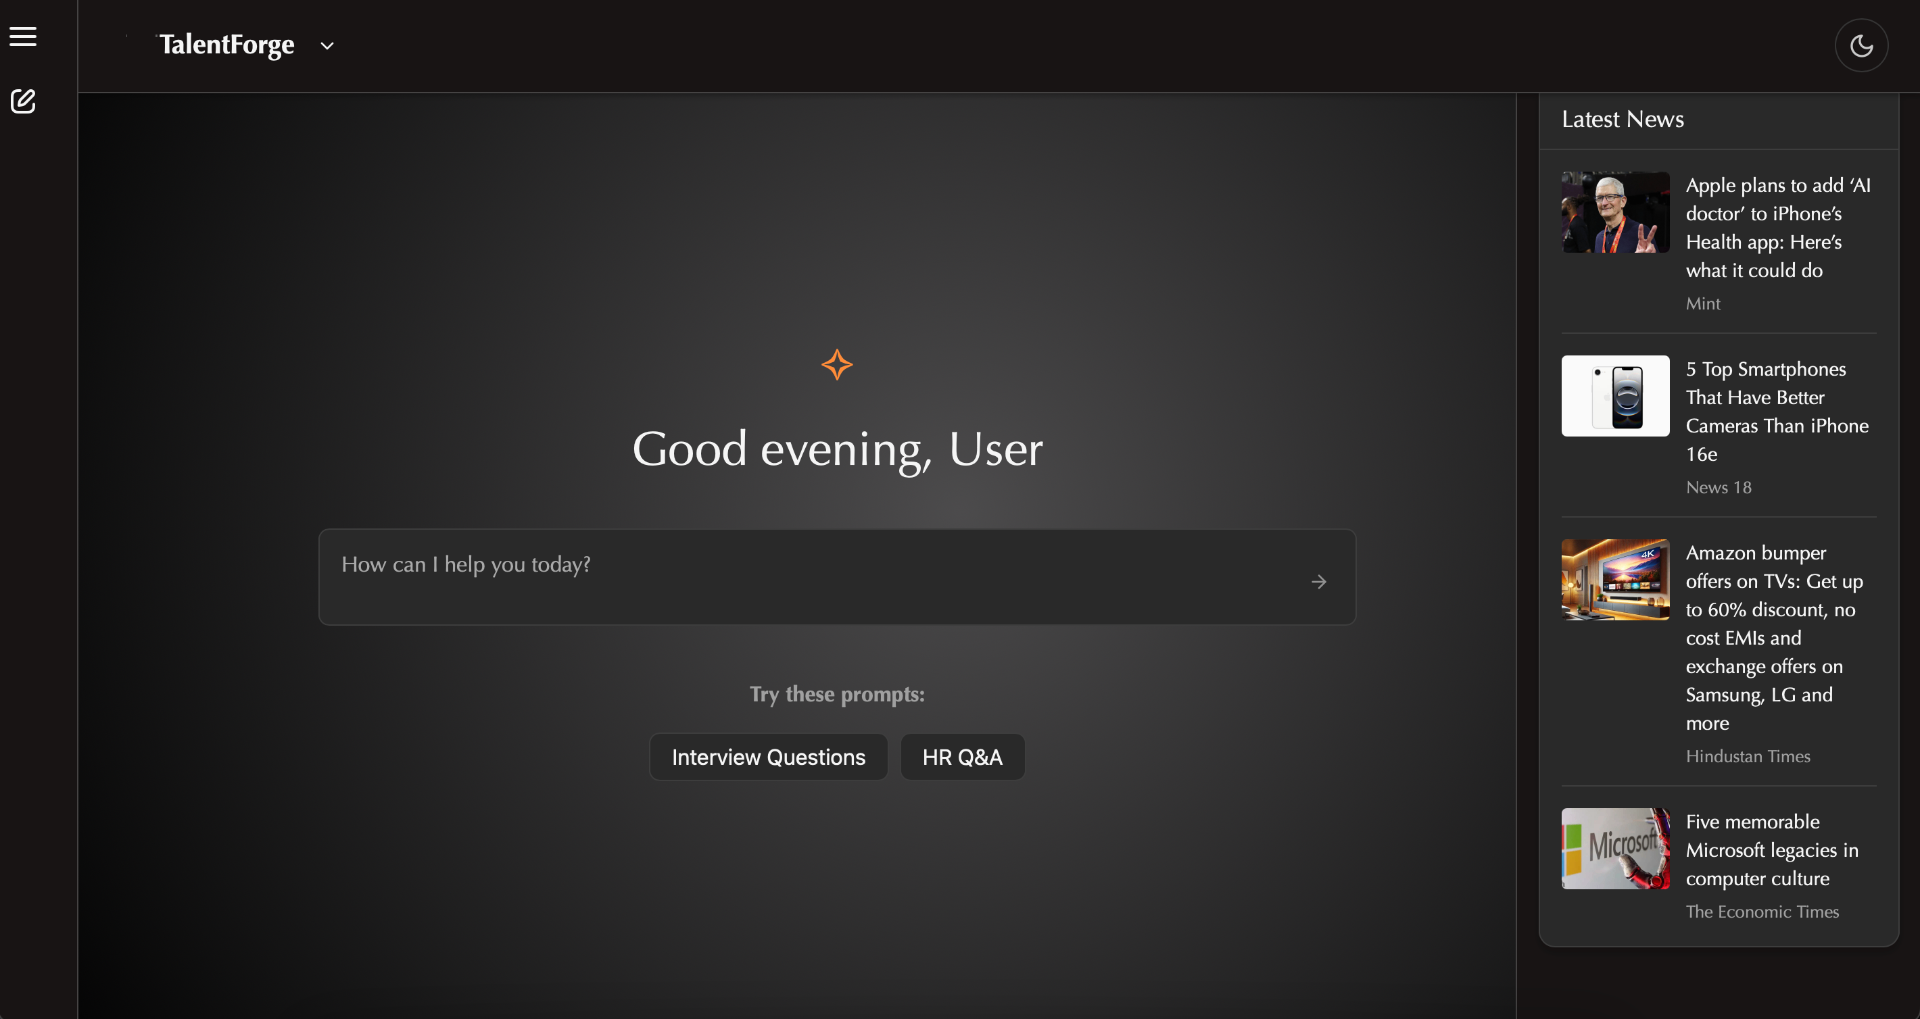 TalentForge
Good evening, User
How can I help you today?
Try these prompts:
Interview Questions
HR Q&A
Latest News
Apple plans to add ‘AI
doctor’ to iPhone’s
Health app: Here’s
what it could do
Mint
5 Top Smartphones
That Have Better
Cameras Than iPhone
16e
News 18
4K
Amazon bumper
offers on TVs: Get up
to 60% discount, no
cost EMIs and
exchange offers on
Samsung, LG and
more
Hindustan Times
Microsoft
Five memorable
Microsoft legacies in
computer culture
The Economic Times